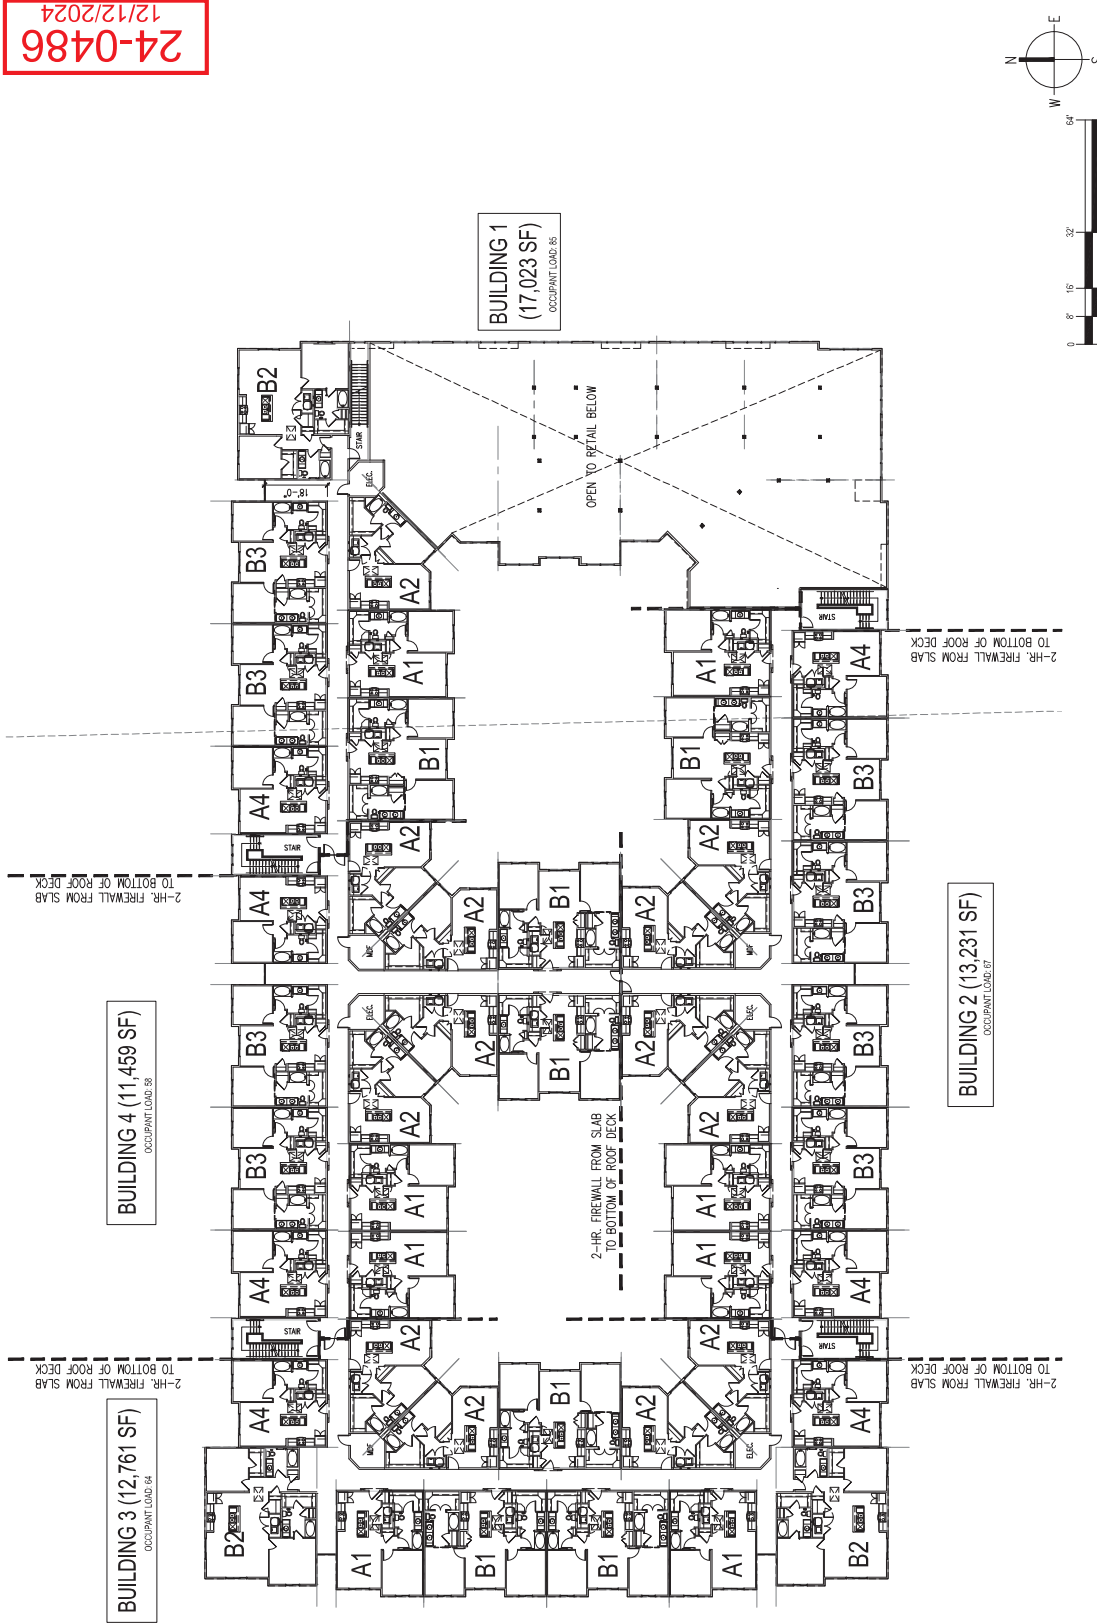 24-0486
12/12/2024
N
E
S
W
0
8'
16'
32'
64'
BUILDING 1
(17,023 SF)
OCCUPANT LOAD: 85
B2
STAIR
ELEC.
18'-0"
OPEN TO RETAIL BELOW
B3
A2
B3
A1
A1
STAIR
A4
2-HR. FIREWALL FROM SLAB
TO BOTTOM OF ROOF DECK
B1
B1
B3
A4
A2
A2
STAIR
2-HR. FIREWALL FROM SLAB
TO BOTTOM OF ROOF DECK
A4
A2
B1
A2
B3
MDF
MDF
BUILDING 2 (13,231 SF)
OCCUPANT LOAD: 67
BUILDING 4 (11,459 SF)
OCCUPANT LOAD: 58
B3
ELEC.
A2
B1
A2
ELEC.
B3
A2
A2
B3
2-HR. FIREWALL FROM SLAB
TO BOTTOM OF ROOF DECK
B3
A1
A1
A4
A1
A1
A4
STAIR
A2
A2
STAIR
2-HR. FIREWALL FROM SLAB
TO BOTTOM OF ROOF DECK
2-HR. FIREWALL FROM SLAB
TO BOTTOM OF ROOF DECK
A4
MDF
A2
B1
A2
ELEC.
A4
BUILDING 3 (12,761 SF)
OCCUPANT LOAD: 64
B2
A1
B1
B1
A1
B2